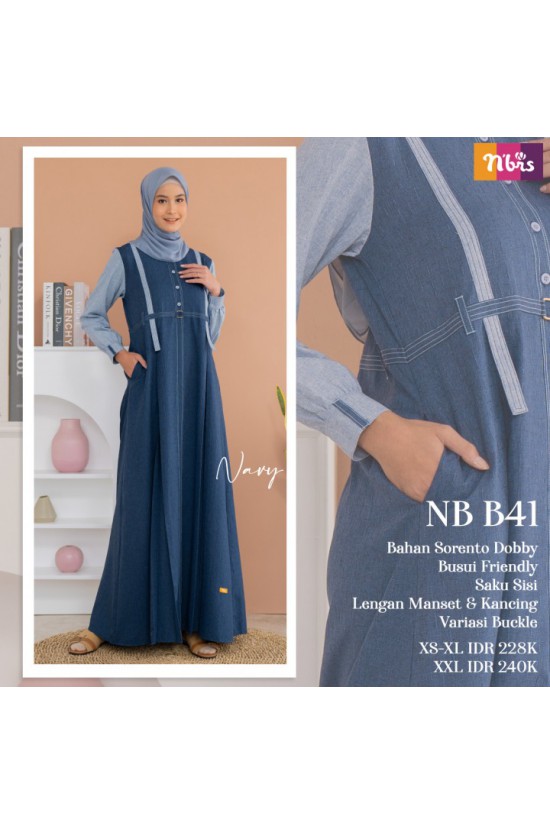 N'brs
Navy
GIVENCHY
Christian Dior
NB B41
Bahan Sorento Dobby
Busui Friendly
Saku Sisi
Lengan Manset & Kancing
Variasi Buckle
XS-XL IDR 228K
XXL IDR 240K